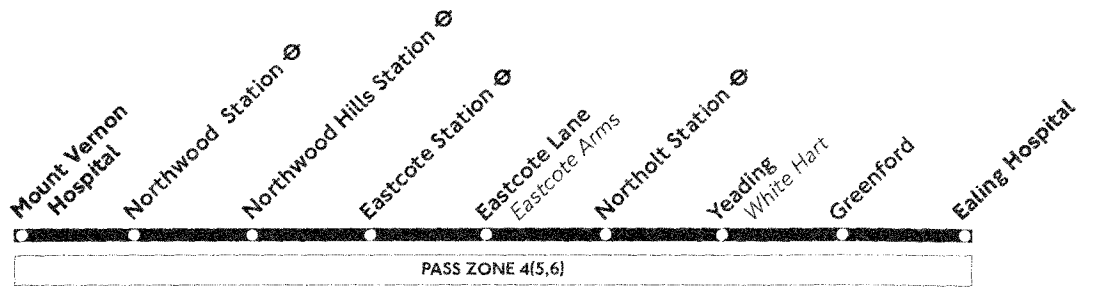 Mount Vernon
Hospital
Northwood Station
Northwood Hills Station
Eastcote Station
Eastcote Lane
Eastcote Arms
Northolt Station
Yeading
White Hart
Greenford
Ealing Hospital
PASS ZONE 4(5,6)